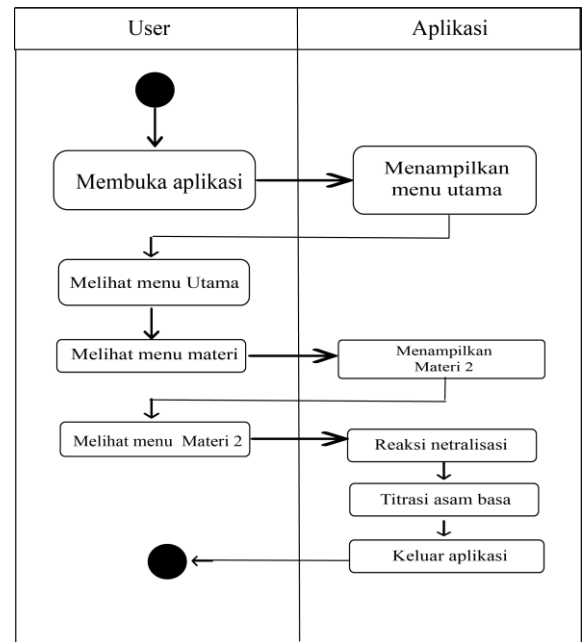 User
Aplikasi
Membuka aplikasi
Menampilkan
menu utama
Melihat menu Utama
Melihat menu materi
Menampilkan
Materi 2
Melihat menu Materi 2
Reaksi netralisasi
Titrasi asam basa
Keluar aplikasi